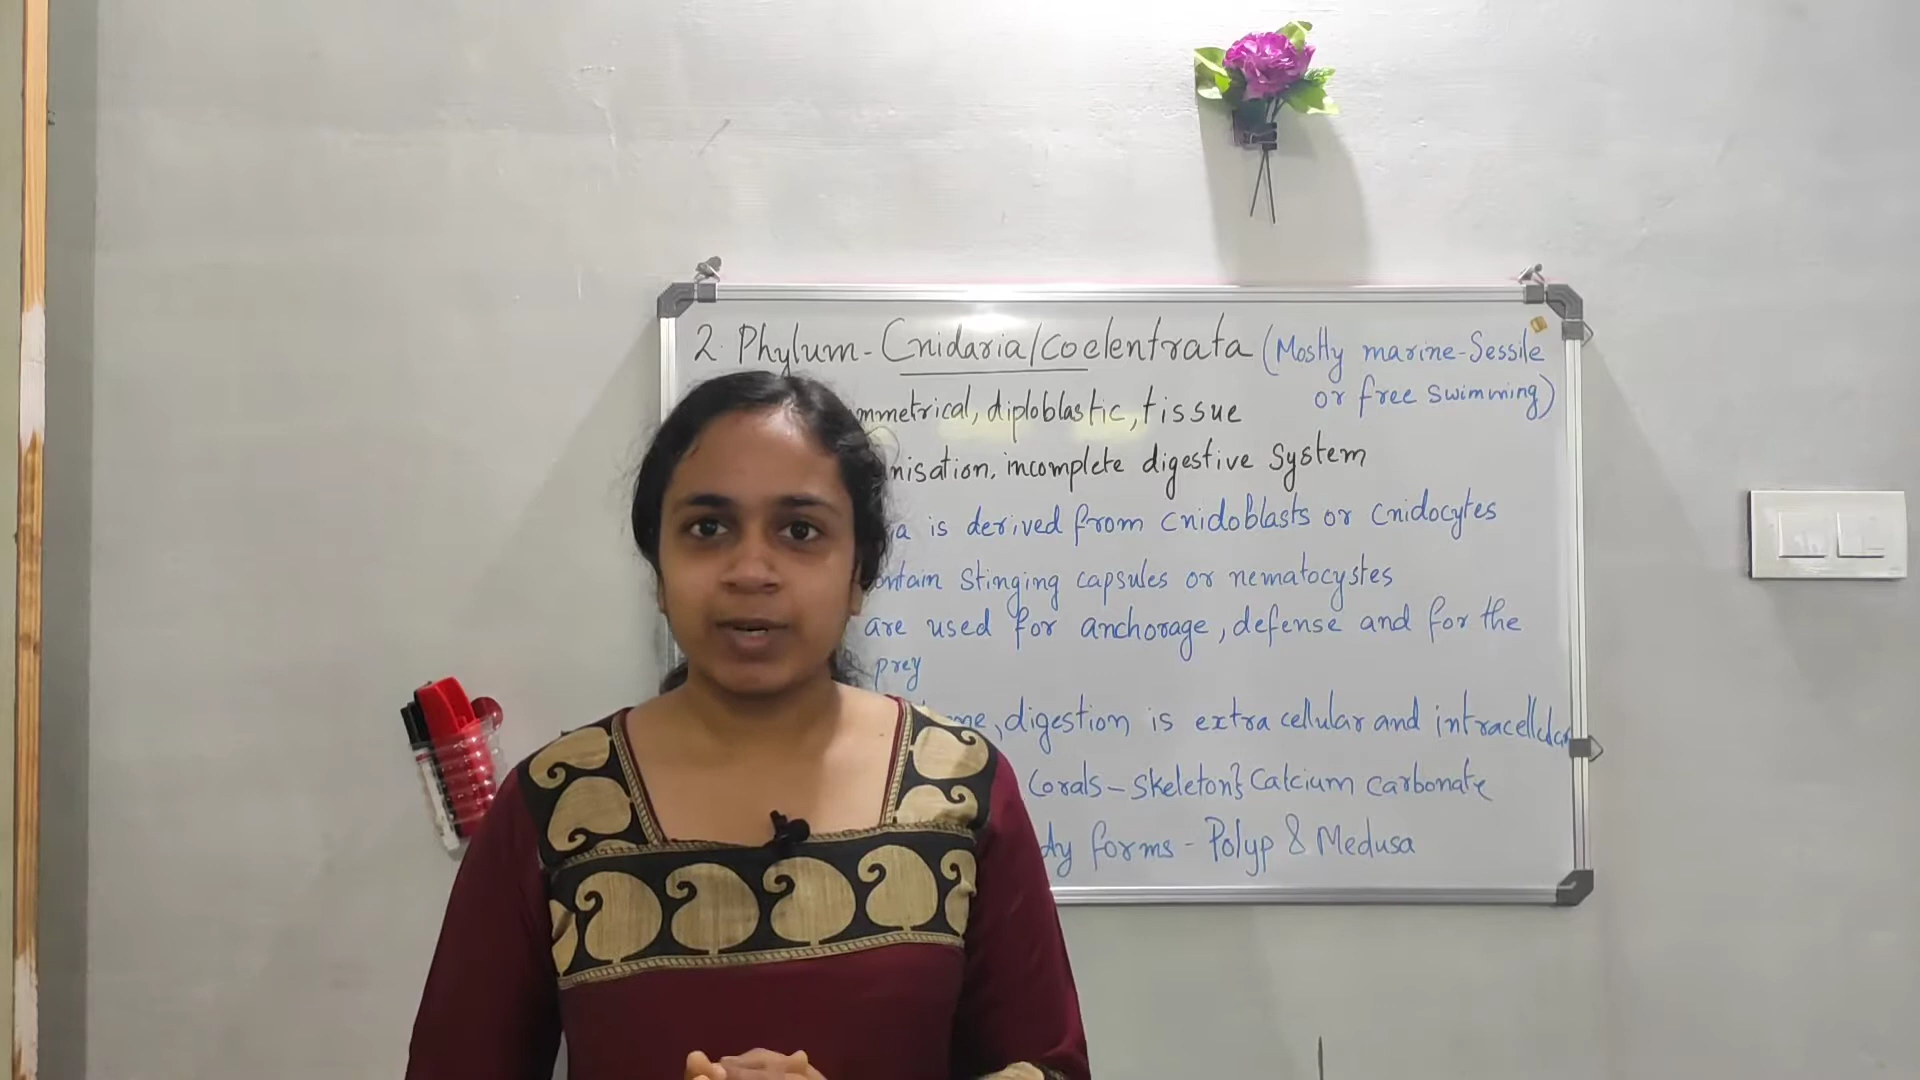 2. Phylum - Cnidaria/Coelentrata (Mostly marine-Sessile
or free swimming)
mmetrical, diploblastic, tissue
nisation, incomplete digestive system
a is derived from Cnidoblasts or Cnidocytes
ontain stinging capsules or nematocystes
are used for anchorage, defense and for the
prey
me, digestion is extra cellular and intracellular
Corals - skeleton} Calcium carbonate
dy forms - Polyp & Medusa